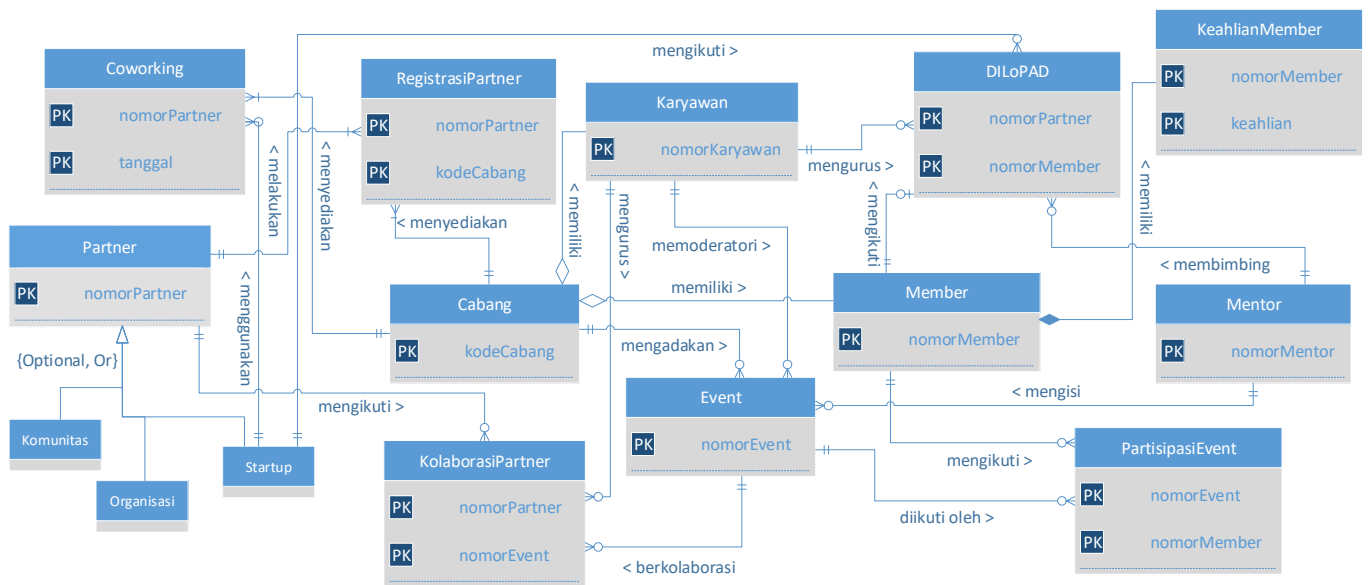 mengikuti >
KeahlianMember
PK nomorMember
PK keahlian
Coworking
PK nomorPartner
PK tanggal
RegistrasiPartner
PK nomorPartner
PK kodeCabang
Karyawan
PK nomorKaryawan
DILoPAD
PK nomorPartner
PK nomorMember
mengurus >
< melakukan
< menyediakan
< menyediakan
< memiliki
mengurus >
memoderatori >
< mengikuti
< memiliki
< membimbing
Partner
PK nomorPartner
< menggunakan
Cabang
PK kodeCabang
memiliki >
Member
PK nomorMember
Mentor
PK nomorMentor
{Optional, Or}
mengadakan >
mengikuti >
< mengisi
Event
PK nomorEvent
Komunitas
Organisasi
Startup
KolaborasiPartner
PK nomorPartner
PK nomorEvent
mengikuti >
PartisipasiEvent
PK nomorEvent
PK nomorMember
diikuti oleh >
< berkolaborasi